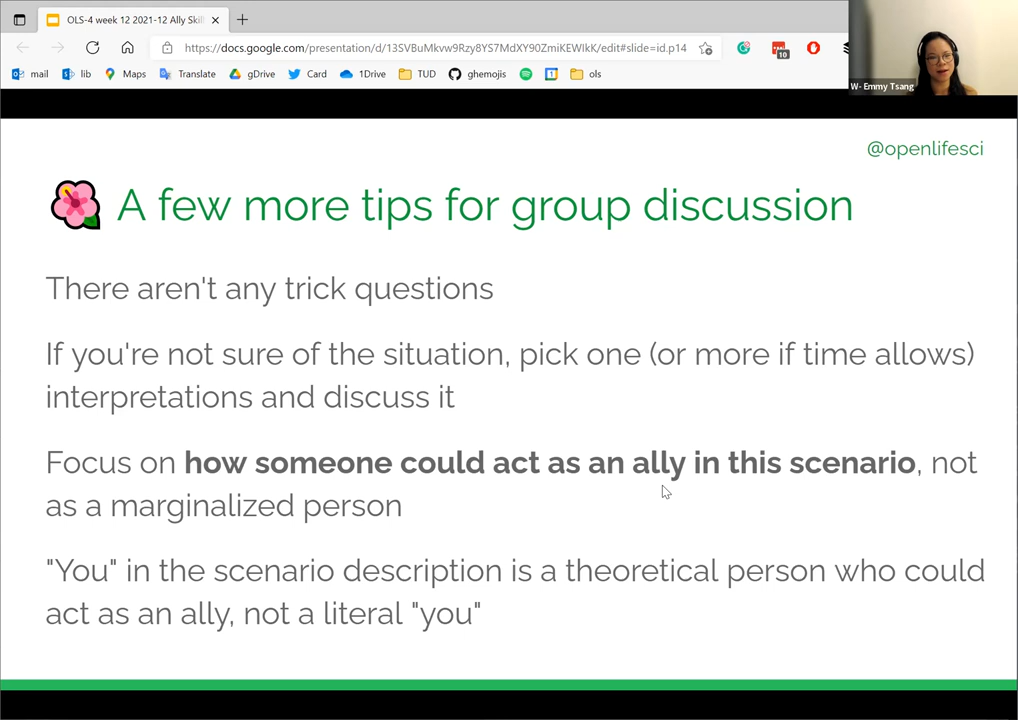 OLS-4 week 12 2021-12 Ally Skil
https://docs.google.com/presentation/d/13SVBuMkvw9Rzy8YS7MdXY90ZmiKEWIkK/edit#slide=id.p14
10
mail lib Maps Translate gDrive Card 1Drive TUD ghemojis 1 ols
W- Emmy Tsang
@openlifesci
A few more tips for group discussion
There aren't any trick questions
If you're not sure of the situation, pick one (or more if time allows)
interpretations and discuss it
Focus on how someone could act as an ally in this scenario, not
as a marginalized person
"You" in the scenario description is a theoretical person who could
act as an ally, not a literal "you"